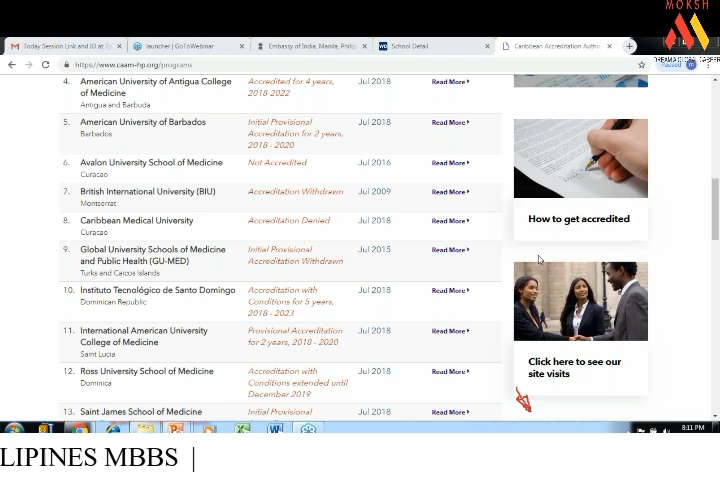 MOKSH
DREAM A GLOBAL CAREER
Today Session Link and ID at 7
launcher | GoToWebinar
Embassy of India, Manila, Philip
School Detail
Caribbean Accreditation Autho
https://www.caam-hp.org/programs
Paused
4. American University of Antigua College of Medicine
Antigua and Barbuda
Accredited for 4 years, 2018-2022
Jul 2018
Read More
5. American University of Barbados
Barbados
Initial Provisional Accreditation for 2 years, 2018 - 2020
Jul 2018
Read More
6. Avalon University School of Medicine
Curacao
Not Accredited
Jul 2016
Read More
7. British International University (BIU)
Montserrat
Accreditation Withdrawn
Jul 2009
Read More
8. Caribbean Medical University
Curacao
Accreditation Denied
Jul 2018
Read More
9. Global University Schools of Medicine and Public Health (GU-MED)
Turks and Caicos Islands
Initial Provisional Accreditation Withdrawn
Jul 2015
Read More
10. Instituto Tecnológico de Santo Domingo
Dominican Republic
Accreditation with Conditions for 5 years, 2018 - 2023
Jul 2018
Read More
11. International American University College of Medicine
Saint Lucia
Provisional Accreditation for 2 years, 2018 - 2020
Jul 2018
Read More
12. Ross University School of Medicine
Dominica
Accreditation with Conditions extended until December 2019
Jul 2018
Read More
13. Saint James School of Medicine
Initial Provisional
Jul 2018
Read More
How to get accredited
Click here to see our
site visits
8:11 PM
LIPINES MBBS |